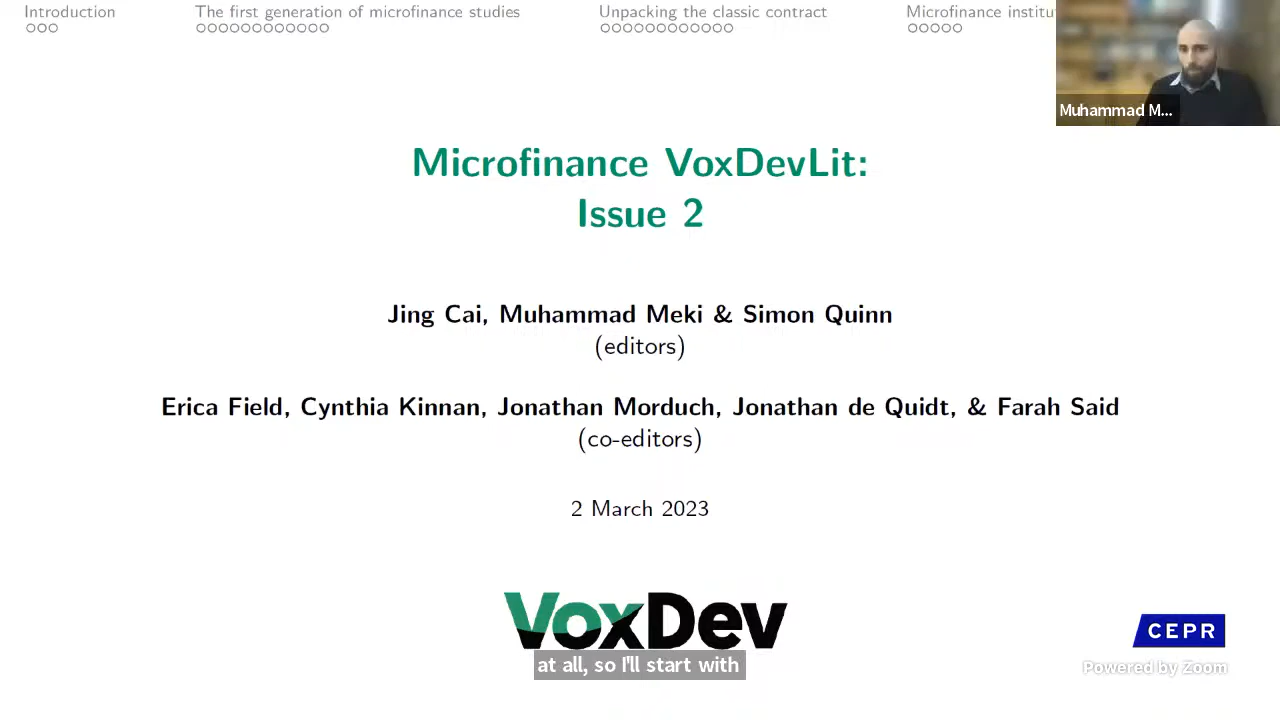 Introduction
The first generation of microfinance studies
Unpacking the classic contract
Microfinance institu
Muhammad M...
Microfinance VoxDevLit:
Issue 2
Jing Cai, Muhammad Meki & Simon Quinn
(editors)
Erica Field, Cynthia Kinnan, Jonathan Morduch, Jonathan de Quidt, & Farah Said
(co-editors)
2 March 2023
VoxDev
CEPR
at all, so I'll start with
Powered by Zoom